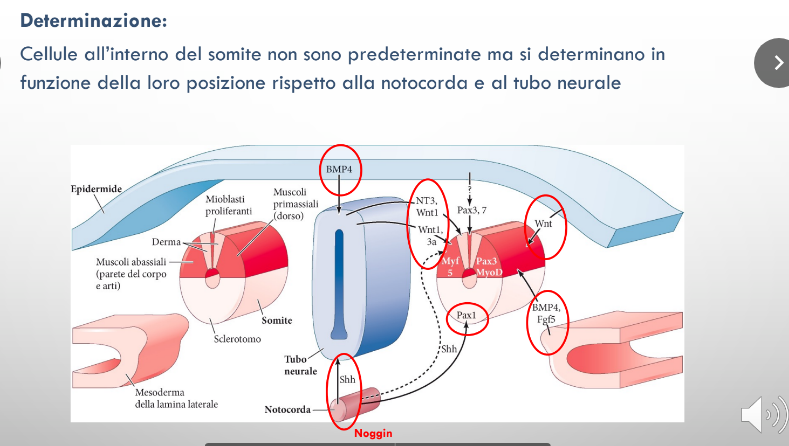 Determinazione:
Cellule all'interno del somite non sono predeterminate ma si determinano in
funzione della loro posizione rispetto alla notocorda e al tubo neurale
BMP4
Epidermide
Mioblasti
proliferanti
Muscoli
primassiali
(dorso)
Derma
Muscoli abassiali
(parete del corpo
e arti)
Somite
Sclerotomo
Tubo
neurale
NT3,
Wnt1
Wnt1,
3a
?
Pax3, 7
Wnt
Myf
5
Pax3
MyoD
Pax1
BMP4,
Fgf5
Shh
Shh
Mesoderma
della lamina laterale
Notocorda
Noggin